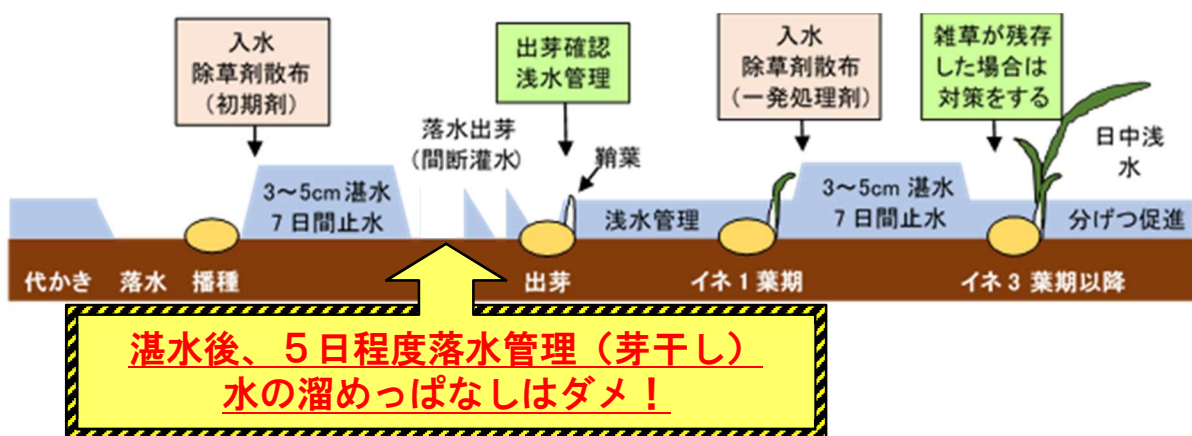 入水
除草剤散布
(初期剤)
出芽確認
浅水管理
入水
除草剤散布
(一発処理剤)
雑草が残存
した場合は
対策をする
落水出芽
(間断灌水)
鞘葉
日中浅
水
3～5cm 湛水
7日間止水
浅水管理
3～5cm 湛水
7日間止水
分げつ促進
代かき 落水 播種 出芽 イネ1葉期 イネ3葉期以降
湛水後、5日程度落水管理（芽干し）
水の溜めっぱなしはダメ！